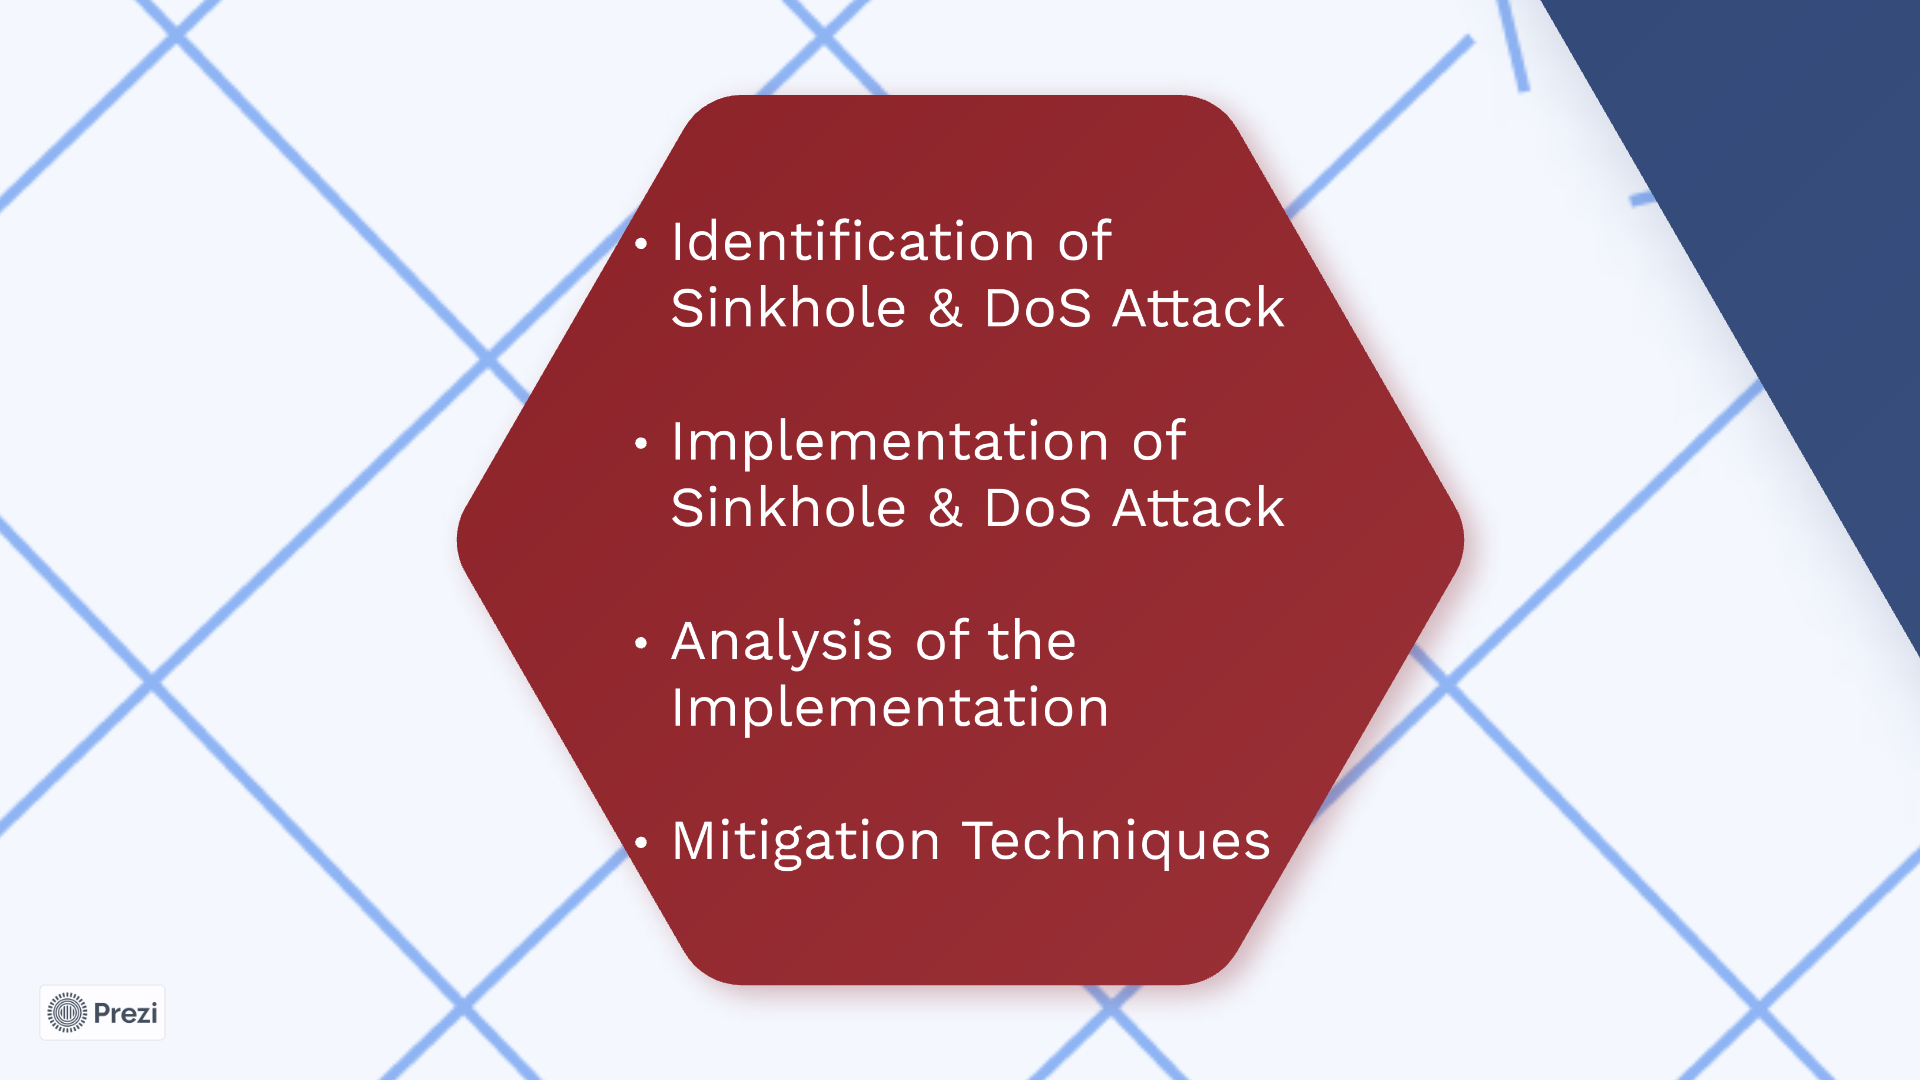 • Identification of
Sinkhole & DoS Attack
• Implementation of
Sinkhole & DoS Attack
• Analysis of the
Implementation
• Mitigation Techniques
Prezi